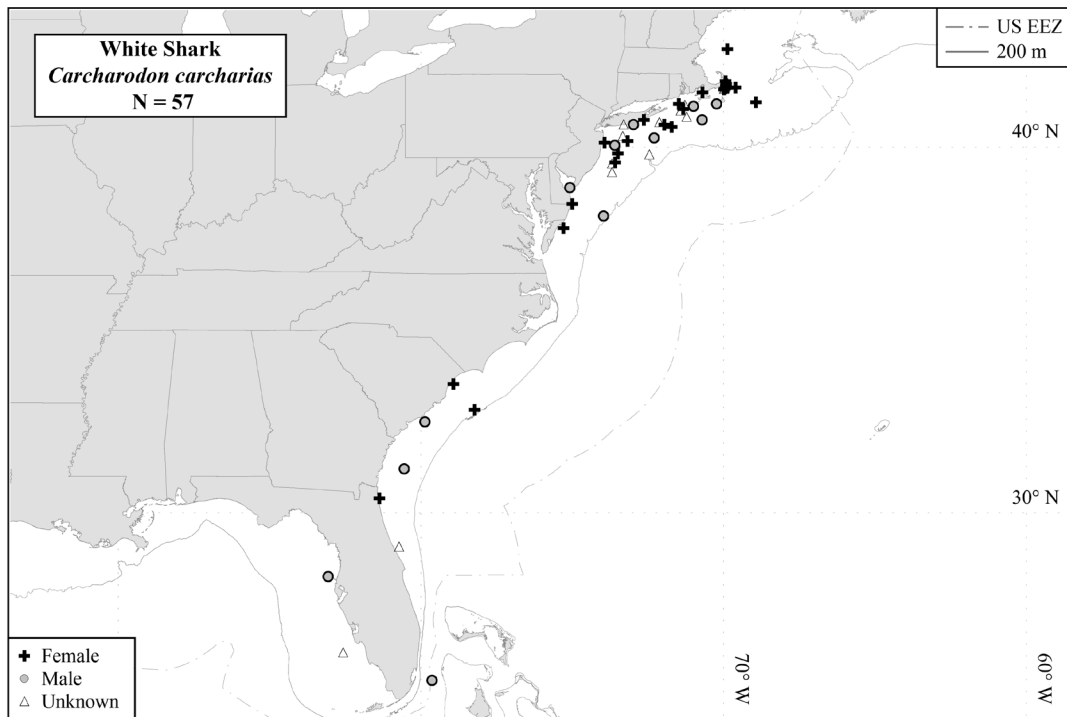 White Shark
Carcharodon carcharias
N = 57
US EEZ
200 m
40° N
30° N
70° W
60° W
Female
Male
Unknown